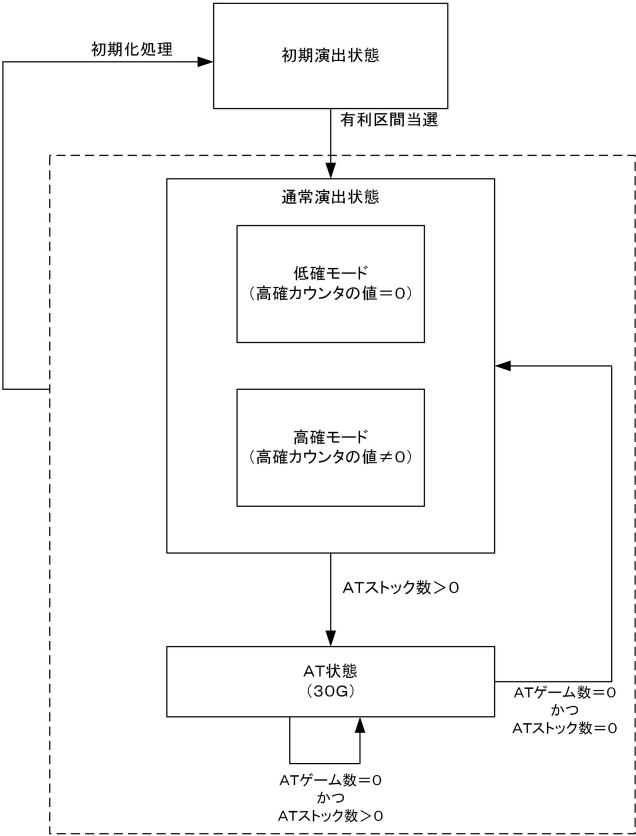 初期化処理
初期演出状態
有利区間当選
通常演出状態
低確モード
(高確カウンタの値=0)
高確モード
(高確カウンタの値≠0)
ATストック数>0
AT状態
(30G)
ATゲーム数=0
かつ
ATストック数=0
ATゲーム数=0
かつ
ATストック数>0